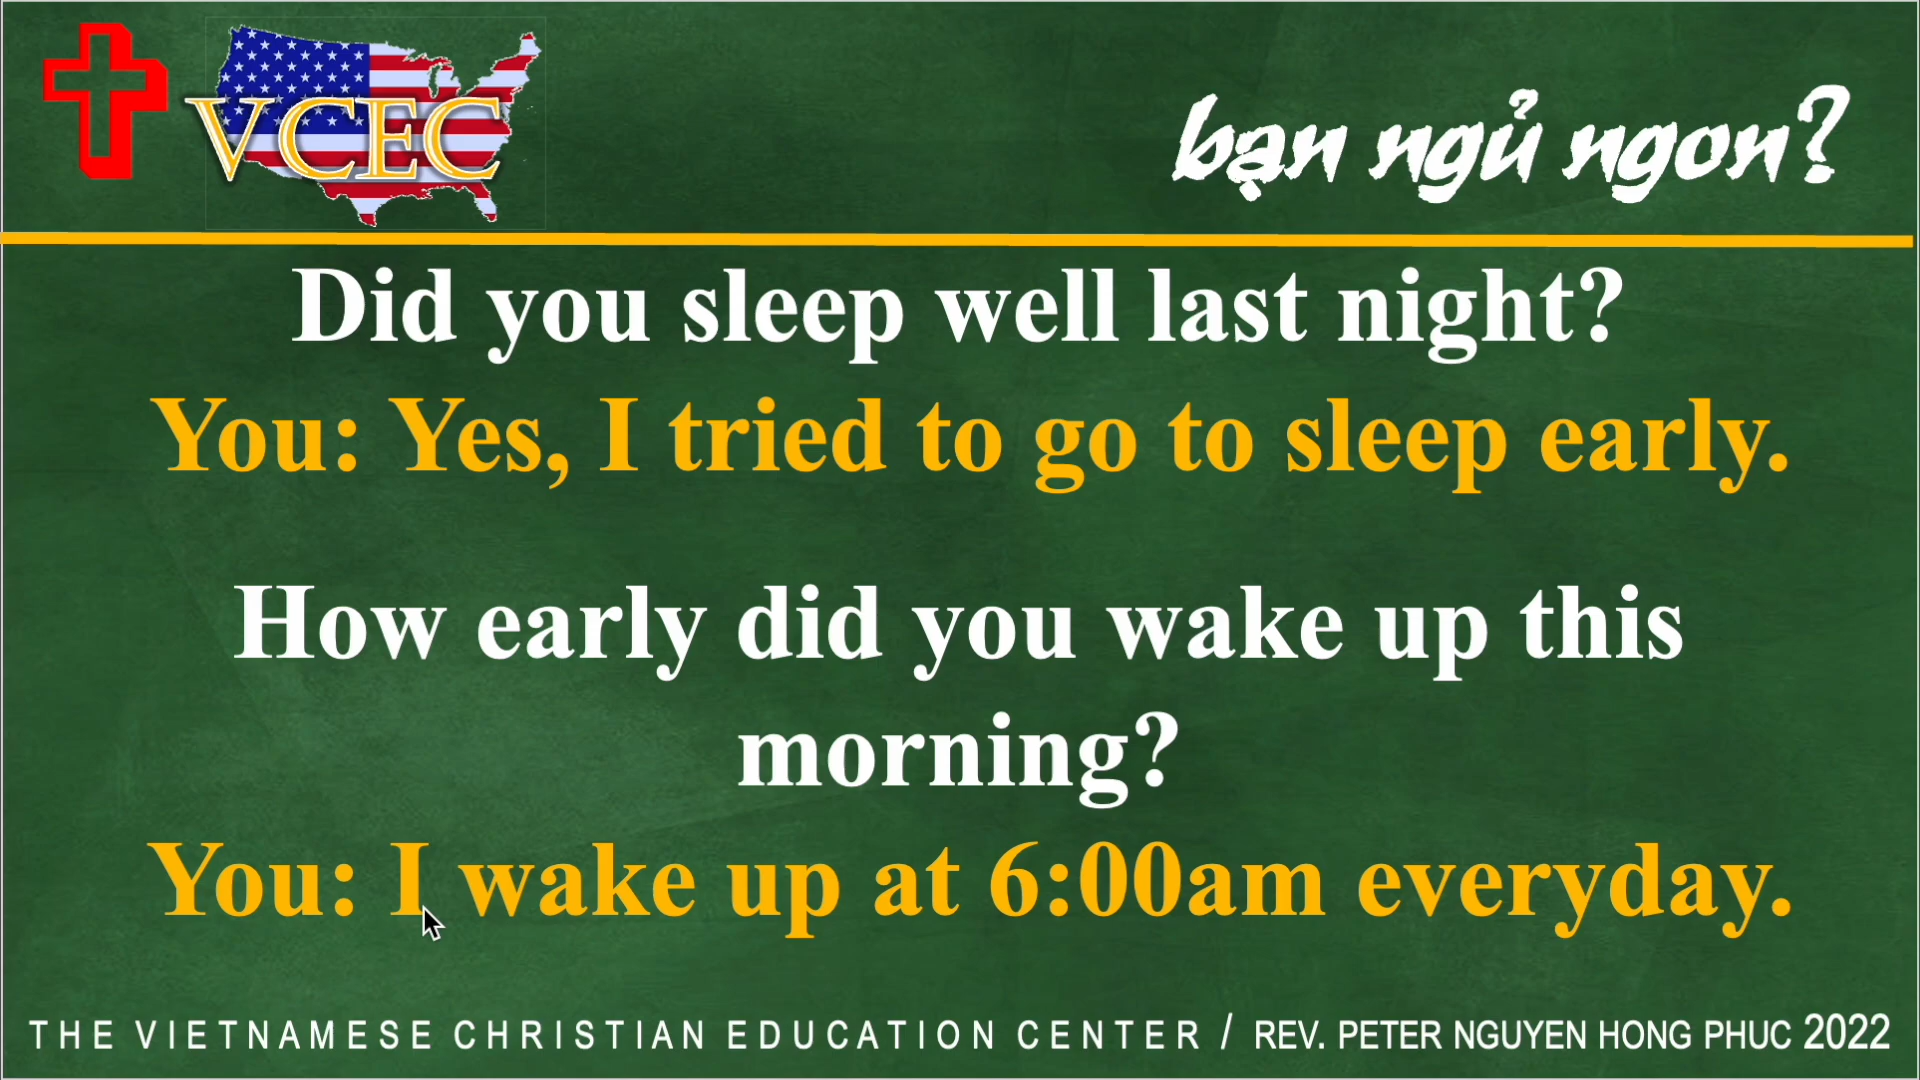 VCEC
bạn ngủ ngon?
Did you sleep well last night?
You: Yes, I tried to go to sleep early.
How early did you wake up this
morning?
You: I wake up at 6:00am everyday.
THE VIETNAMESE CHRISTIAN EDUCATION CENTER / REV. PETER NGUYEN HONG PHUC 2022